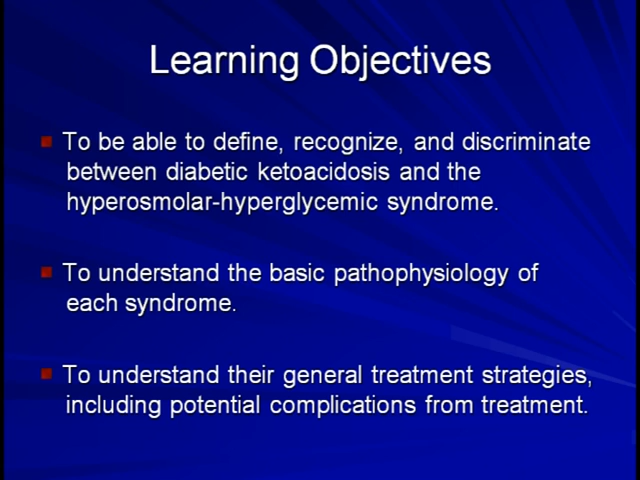 Learning Objectives
To be able to define, recognize, and discriminate
between diabetic ketoacidosis and the
hyperosmolar-hyperglycemic syndrome.
To understand the basic pathophysiology of
each syndrome.
To understand their general treatment strategies,
including potential complications from treatment.